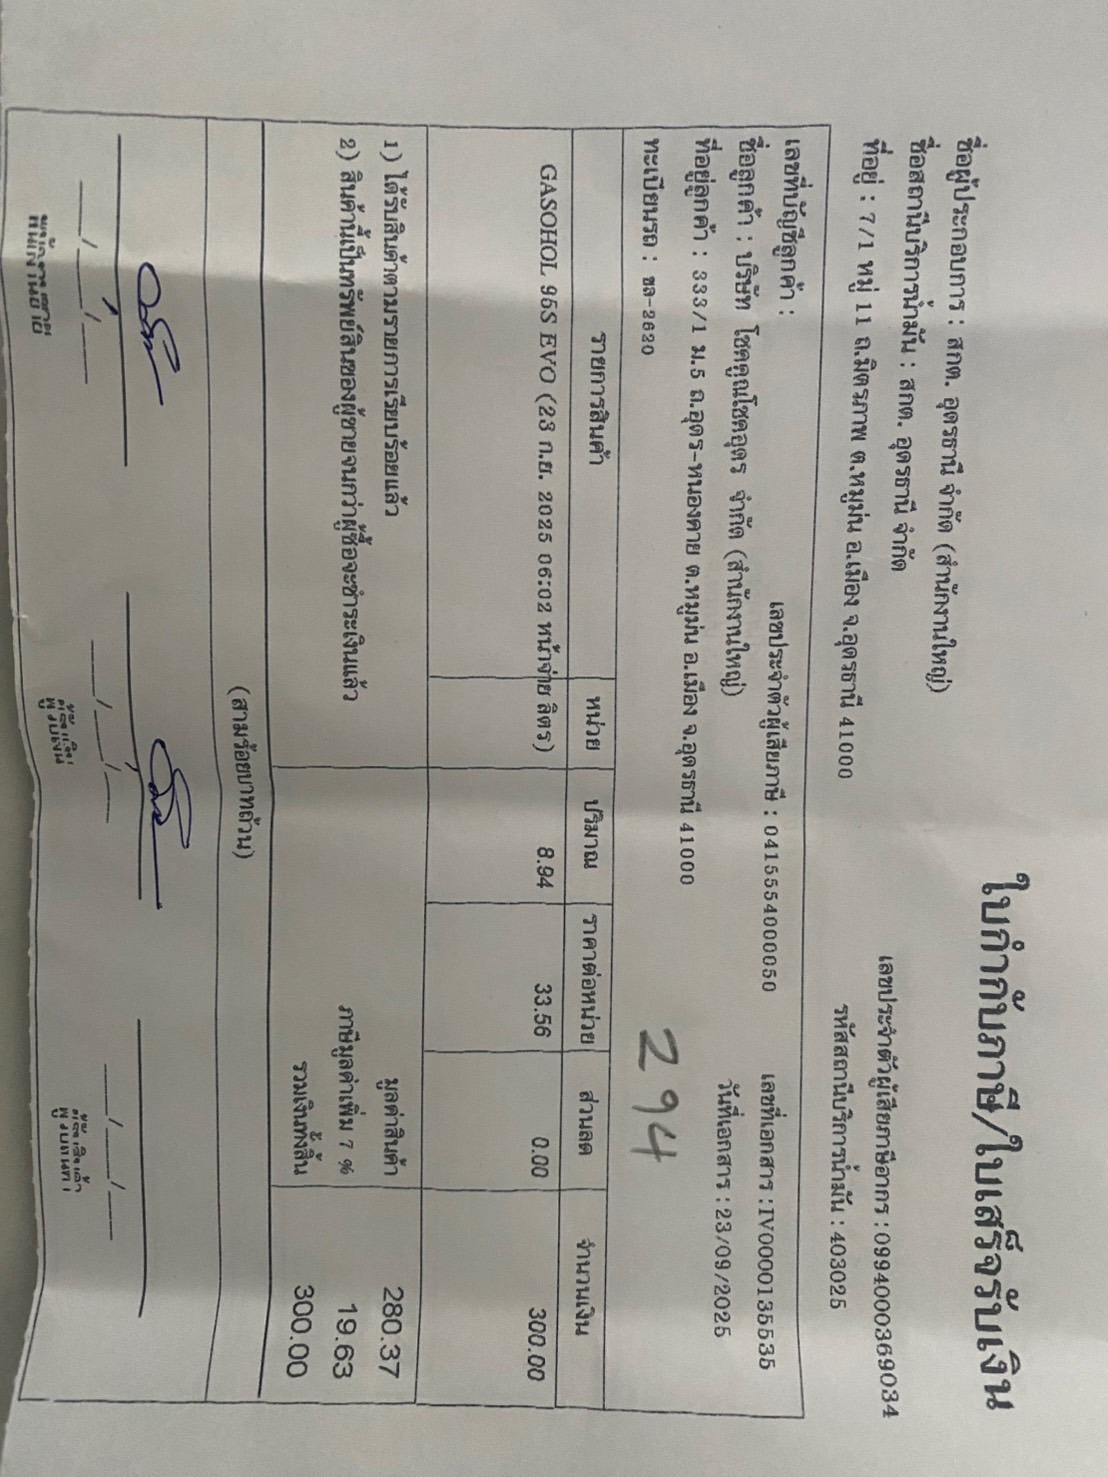 ใบกำกับภาษี/ใบเสร็จรับเงิน
ชื่อผู้ประกอบการ : สกต. อุดรธานี จำกัด (สำนักงานใหญ่) เลขประจำตัวผู้เสียภาษีอากร : 0994000369034
ชื่อสถานีบริการน้ำมัน : สกต. อุดรธานี จำกัด รหัสสถานีบริการน้ำมัน : 403025
ที่อยู่ : 7/1 หมู่ 11 ถ.มิตรภาพ ต.หมูม่น อ.เมือง จ.อุดรธานี 41000
เลขที่บัญชีลูกค้า : เลขประจำตัวผู้เสียภาษี : 0415554000050 เลขที่เอกสาร : IV0000135535
ชื่อลูกค้า : บริษัท โชคคูณโชคอุดร จำกัด (สำนักงานใหญ่) วันที่เอกสาร : 23/09/2025
ที่อยู่ลูกค้า : 333/1 ม.5 ถ.อุดร-หนองคาย ต.หมูม่น อ.เมือง จ.อุดรธานี 41000
ทะเบียนรถ : ขล-2620 294
รายการสินค้า หน่วย ปริมาณ ราคาต่อหน่วย ส่วนลด จำนวนเงิน
GASOHOL 95S EVO (23 ก.ย. 2025 06:02 หน้าจ่าย ลิตร) 8.94 33.56 0.00 300.00
1) ได้รับสินค้าตามรายการเรียบร้อยแล้ว มูลค่าสินค้า 280.37
2) สินค้านี้เป็นทรัพย์สินของผู้ขายจนกว่าผู้ซื้อจะชำระเงินแล้ว ภาษีมูลค่าเพิ่ม 7 % 19.63
รวมเงินทั้งสิ้น 300.00
(สามร้อยบาทถ้วน)
___/___/___ ___/___/___ ___/___/___
พนักงานขาย ผู้รับเงิน